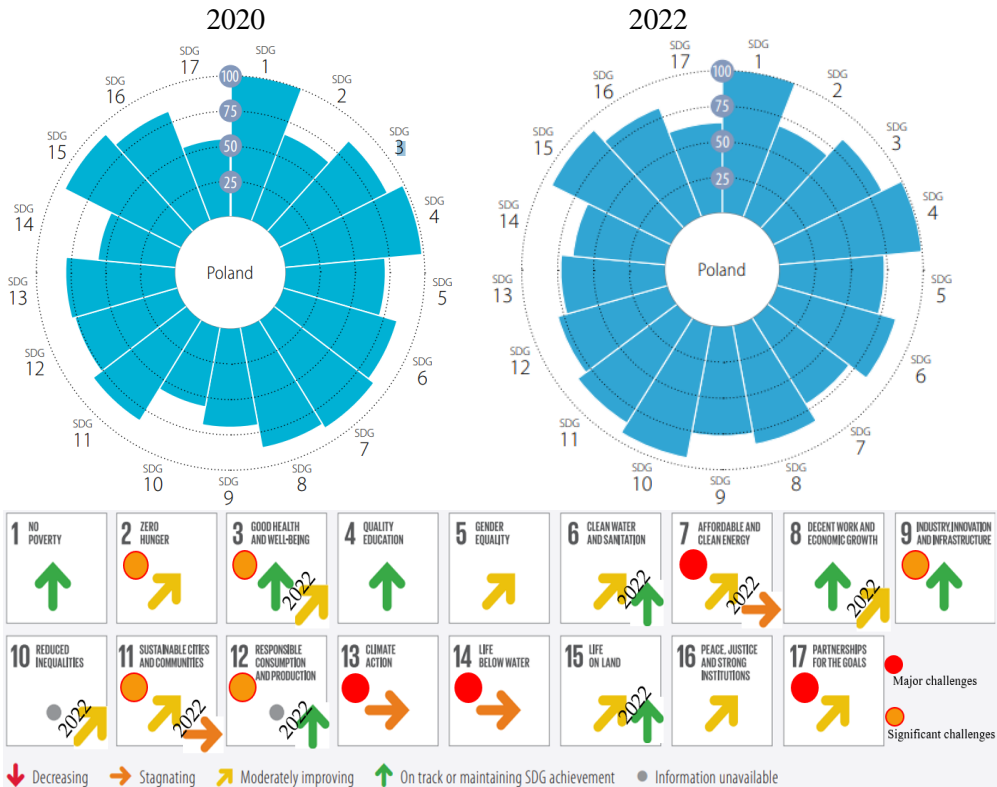 2020
2022
SDG
1
SDG
2
SDG
3
SDG
4
SDG
5
SDG
6
SDG
7
SDG
8
SDG
9
SDG
10
SDG
11
SDG
12
SDG
13
SDG
14
SDG
15
SDG
16
SDG
17
100
75
50
25
Poland
SDG
1
SDG
2
SDG
3
SDG
4
SDG
5
SDG
6
SDG
7
SDG
8
SDG
9
SDG
10
SDG
11
SDG
12
SDG
13
SDG
14
SDG
15
SDG
16
SDG
17
100
75
50
25
Poland
1 NO
POVERTY
2 ZERO
HUNGER
3 GOOD HEALTH
AND WELL-BEING
2022
4 QUALITY
EDUCATION
5 GENDER
EQUALITY
6 CLEAN WATER
AND SANITATION
2022
7 AFFORDABLE AND
CLEAN ENERGY
2022
8 DECENT WORK AND
ECONOMIC GROWTH
2022
9 INDUSTRY, INNOVATION
AND INFRASTRUCTURE
10 REDUCED
INEQUALITIES
2022
11 SUSTAINABLE CITIES
AND COMMUNITIES
2022
12 RESPONSIBLE
CONSUMPTION
AND PRODUCTION
2022
13 CLIMATE
ACTION
14 LIFE
BELOW WATER
15 LIFE
ON LAND
2022
16 PEACE, JUSTICE
AND STRONG
INSTITUTIONS
17 PARTNERSHIPS
FOR THE GOALS
Major challenges
Significant challenges
Decreasing
Stagnating
Moderately improving
On track or maintaining SDG achievement
Information unavailable